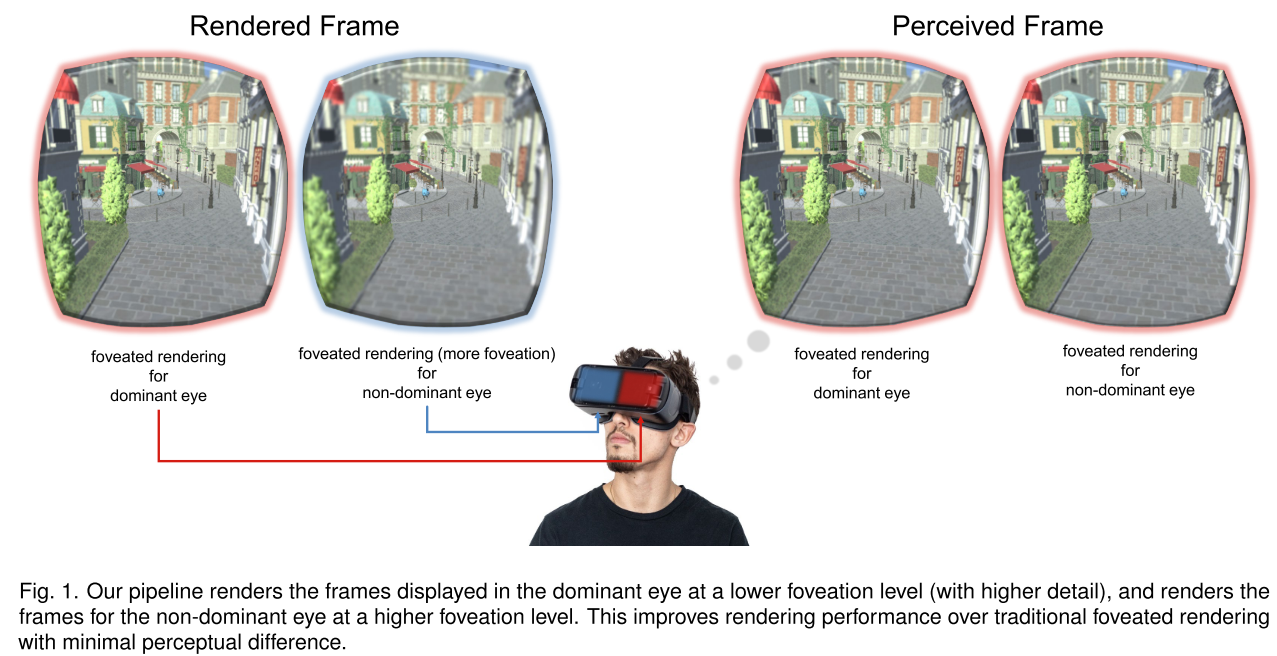 Rendered Frame
Perceived Frame
foveated rendering
for
dominant eye
foveated rendering (more foveation)
for
non-dominant eye
foveated rendering
for
dominant eye
foveated rendering
for
non-dominant eye
Fig. 1. Our pipeline renders the frames displayed in the dominant eye at a lower foveation level (with higher detail), and renders the
frames for the non-dominant eye at a higher foveation level. This improves rendering performance over traditional foveated rendering
with minimal perceptual difference.